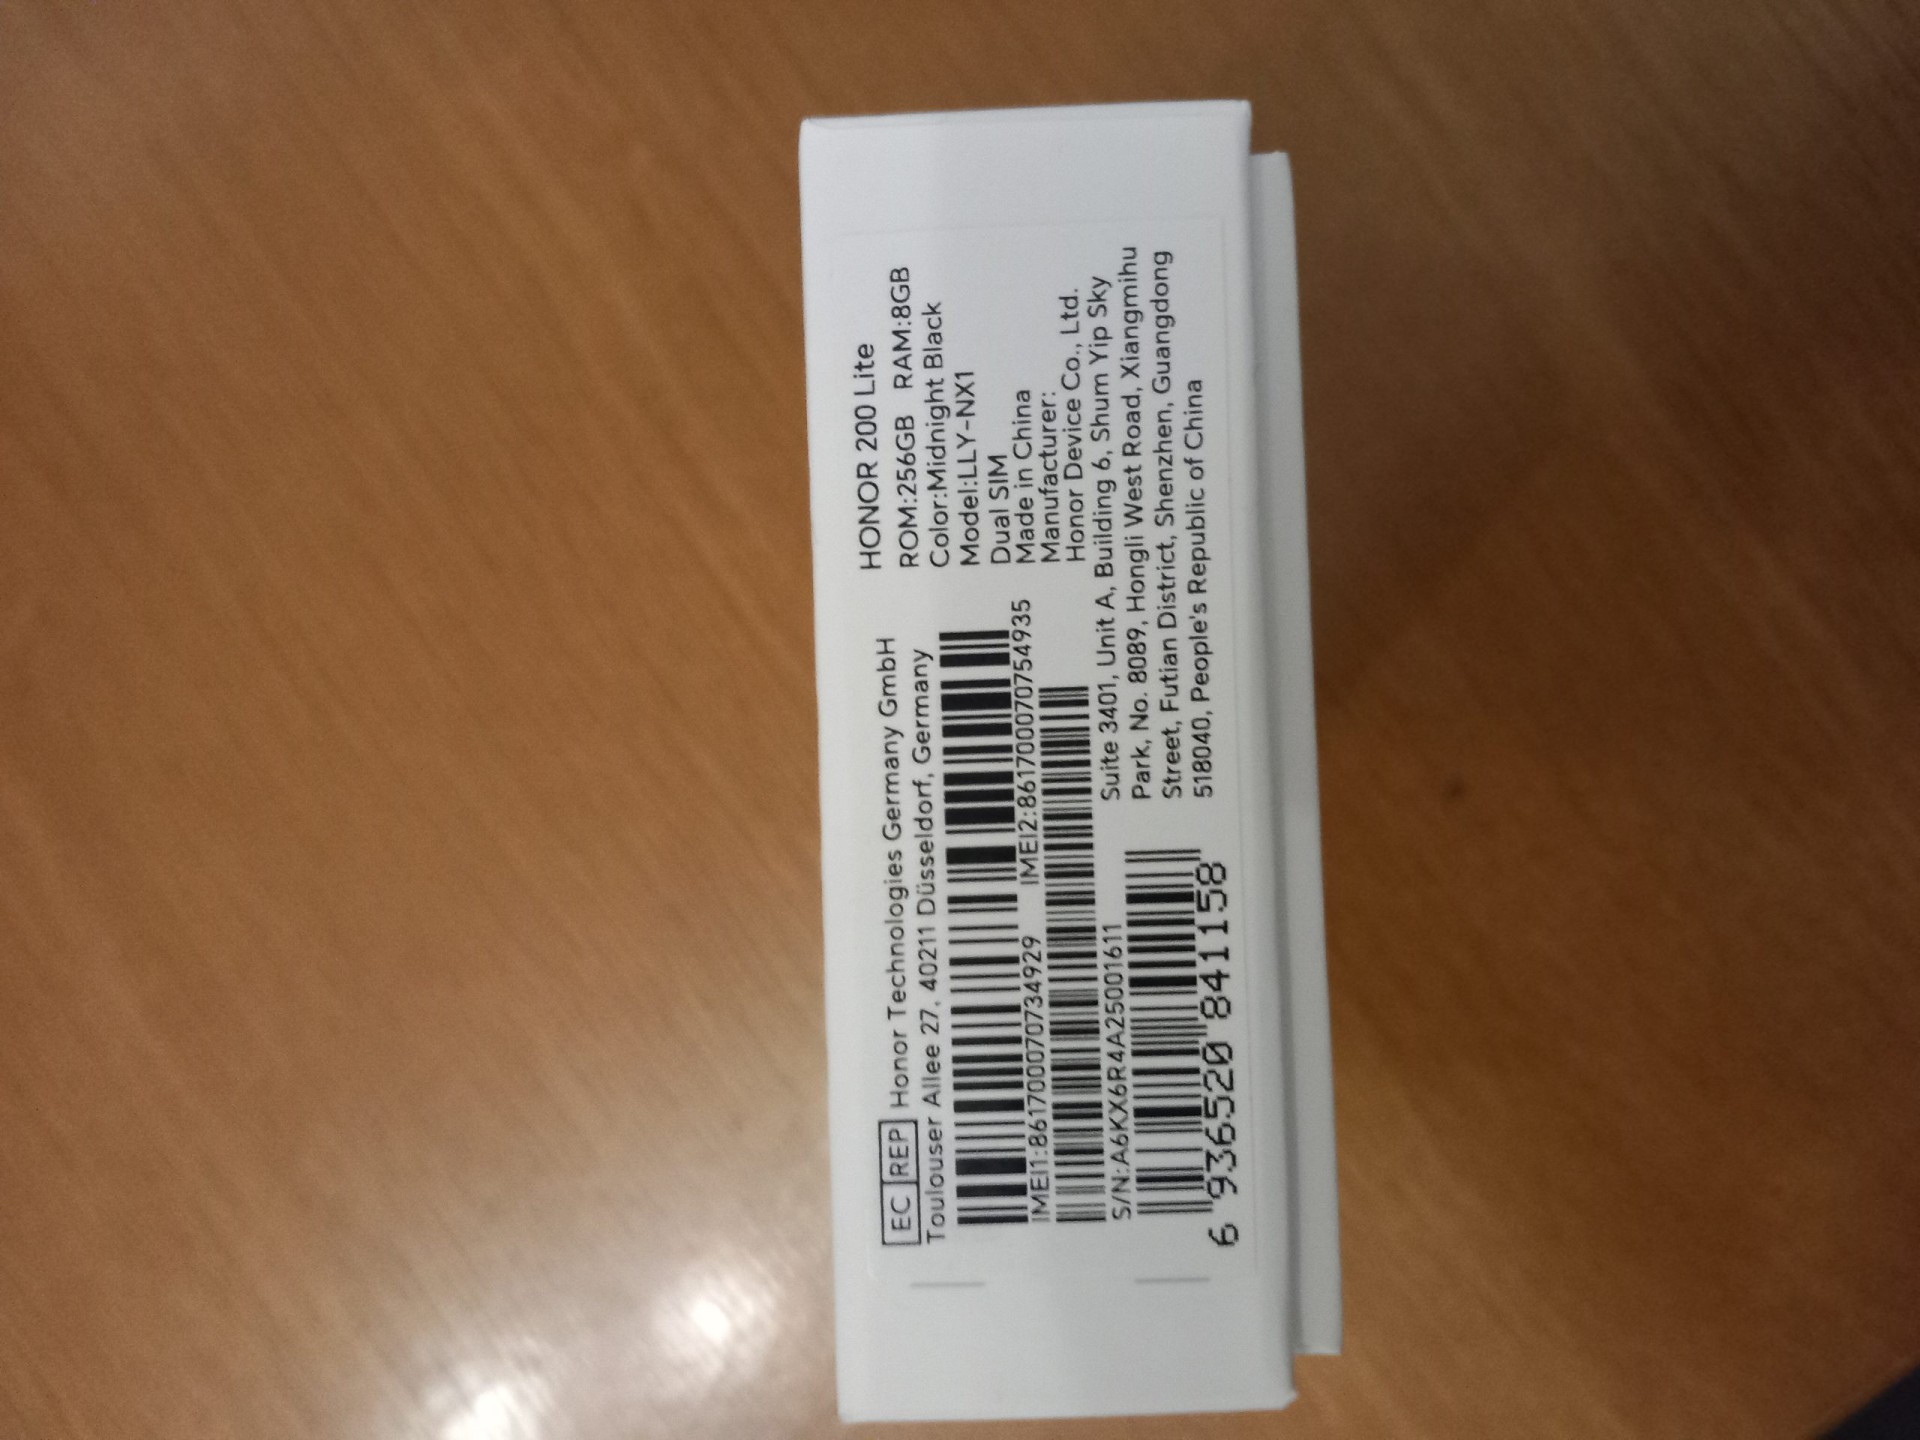 EC REP Honor Technologies Germany GmbH
Toulouser Allee 27, 40211 Düsseldorf, Germany
IMEI1:861700070734929 IMEI2:861700070754935
S/N:A6KX6R4A25001611
6 936520 841158
HONOR 200 Lite
ROM:256GB RAM:8GB
Color:Midnight Black
Model:LLY-NX1
Dual SIM
Made in China
Manufacturer:
Honor Device Co., Ltd.
Suite 3401, Unit A, Building 6, Shum Yip Sky
Park, No. 8089, Hongli West Road, Xiangmihu
Street, Futian District, Shenzhen, Guangdong
518040, People's Republic of China